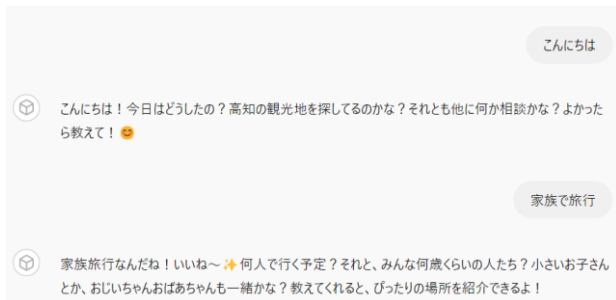 こんにちは
こんにちは!今日はどうしたの?高知の観光地を探してるのかな?それとも他に何か相談かな?よかった
ら教えて!😊
家族で旅行
家族旅行なんだね!いいね～✨何人で行く予定?それと、みんな何歳くらいの人たち?小さいお子さん
とか、おじいちゃんおばあちゃんも一緒かな?教えてくれると、ぴったりの場所を紹介できるよ!